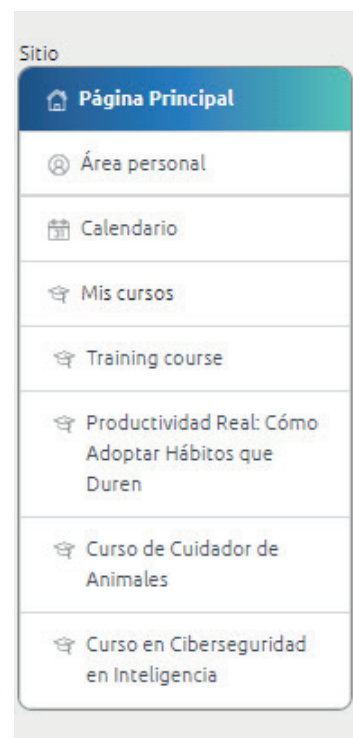 Sitio
Página Principal
Área personal
31 Calendario
Mis cursos
Training course
Productividad Real: Cómo
Adoptar Hábitos que
Duren
Curso de Cuidador de
Animales
Curso en Ciberseguridad
en Inteligencia